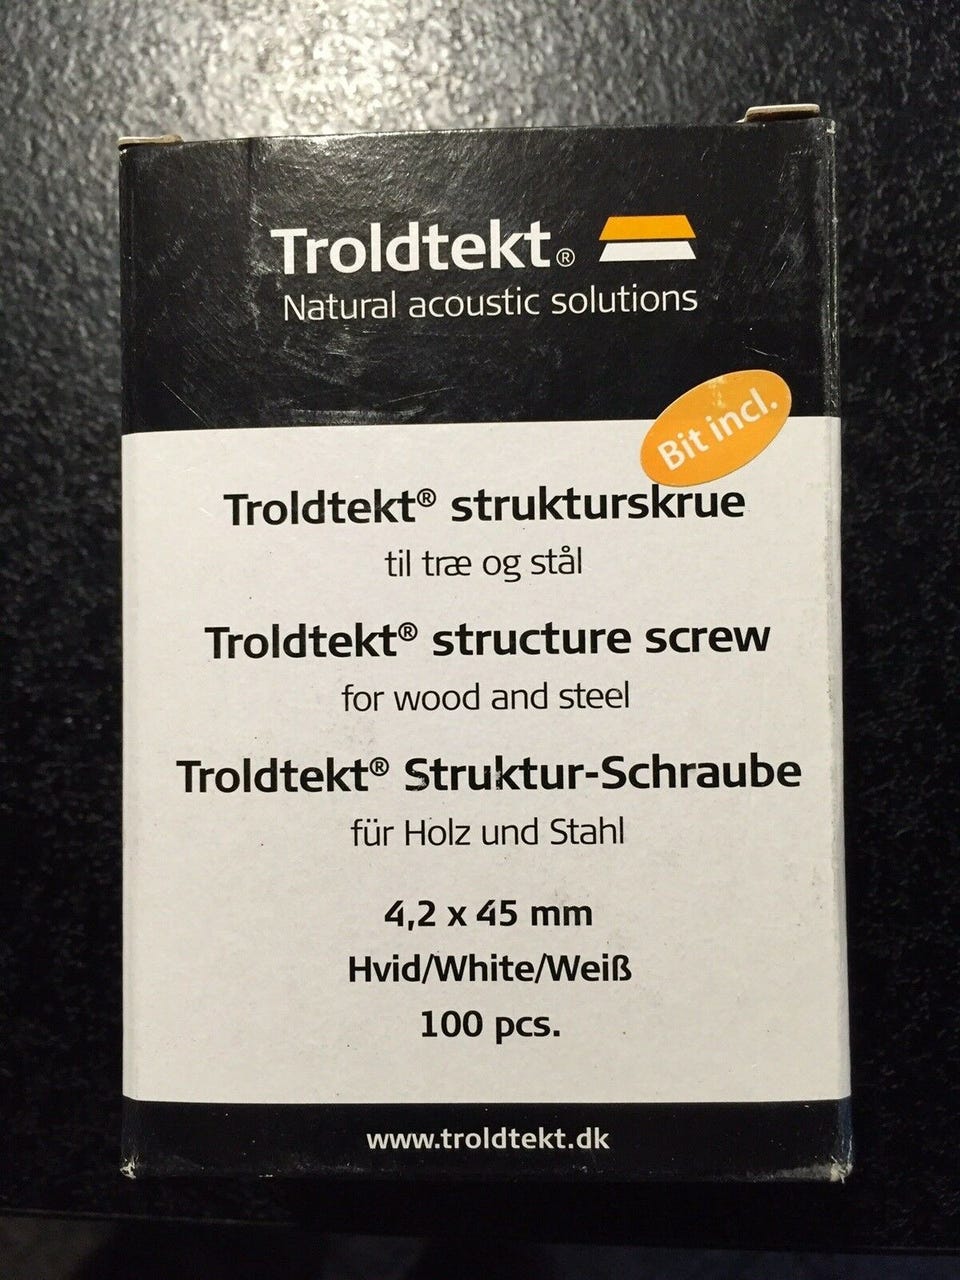 Troldtekt®
Natural acoustic solutions
Bit incl.
Troldtekt® strukturskrue
til træ og stål
Troldtekt® structure screw
for wood and steel
Troldtekt® Struktur-Schraube
für Holz und Stahl
4,2 x 45 mm
Hvid/White/Weiß
100 pcs.
www.troldtekt.dk